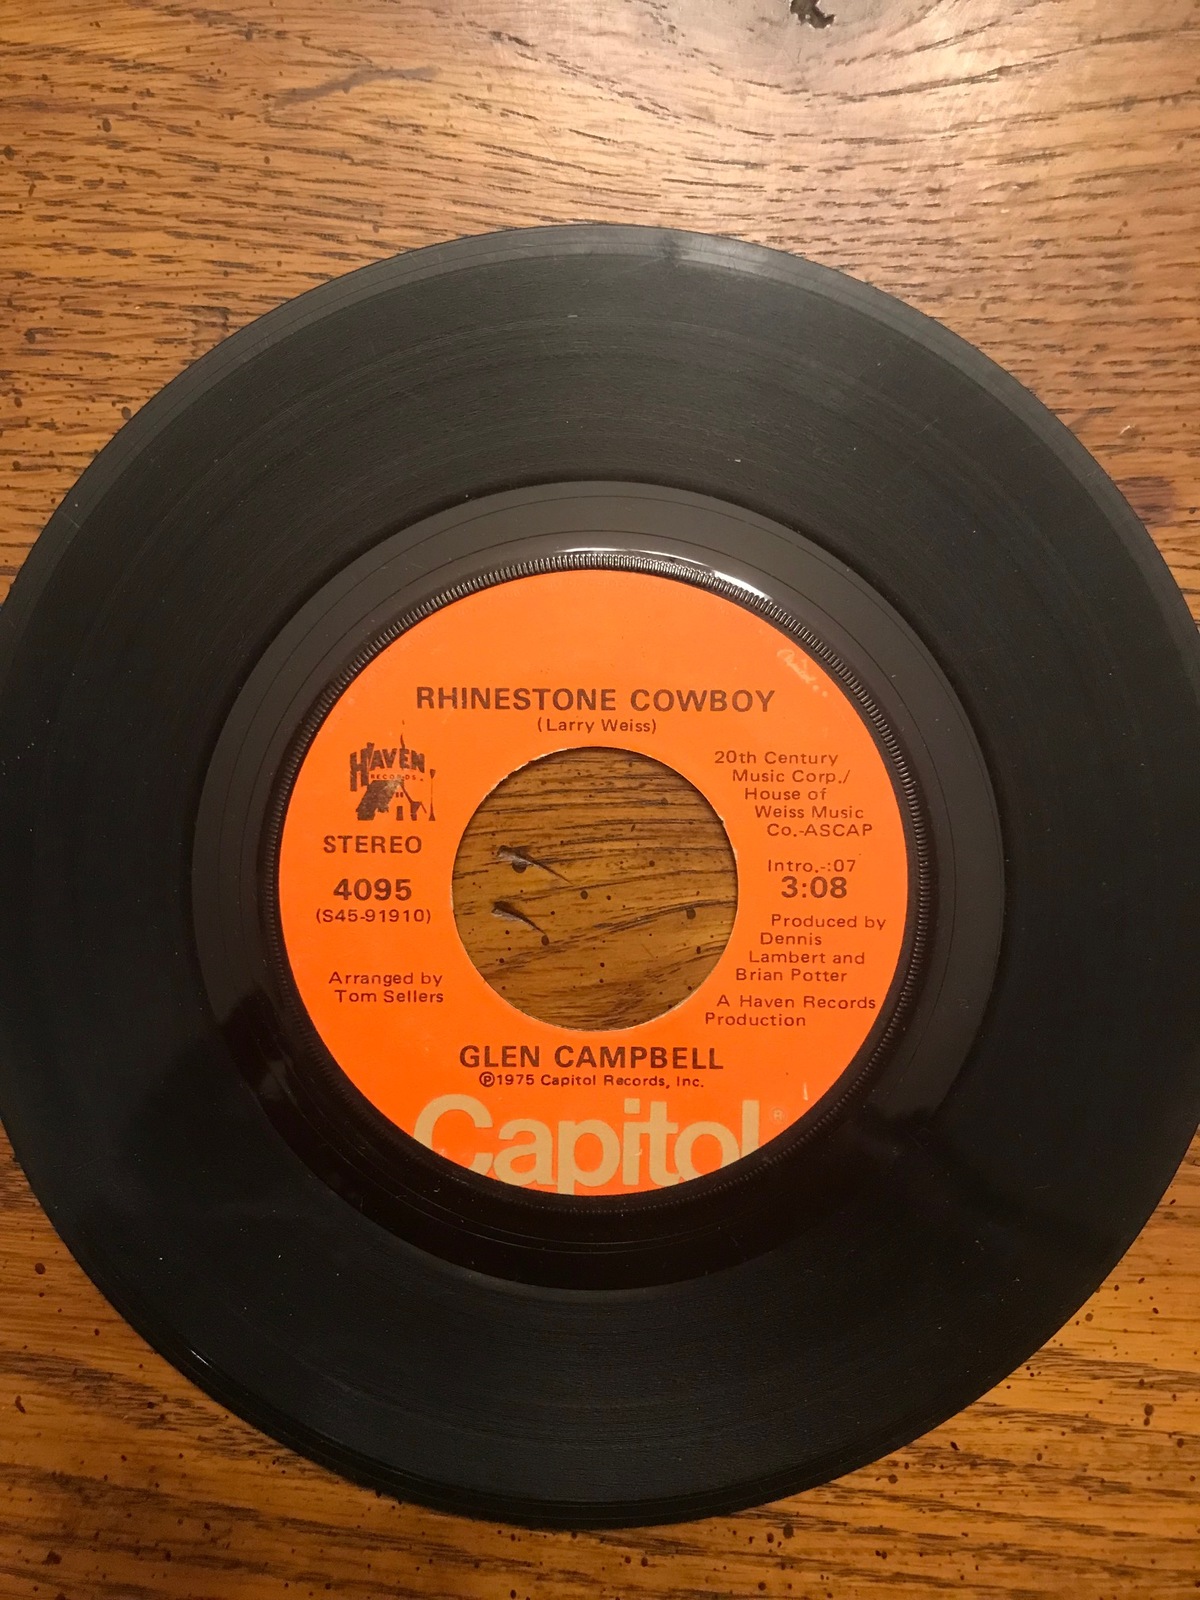 RHINESTONE COWBOY
(Larry Weiss)
HAVEN
RECORDS
STEREO
4095
(S45-91910)
Arranged by
Tom Sellers
20th Century
Music Corp./
House of
Weiss Music
Co.-ASCAP
Intro.-:07
3:08
Produced by
Dennis
Lambert and
Brian Potter
A Haven Records
Production
GLEN CAMPBELL
℗1975 Capitol Records, Inc.
Capitol®